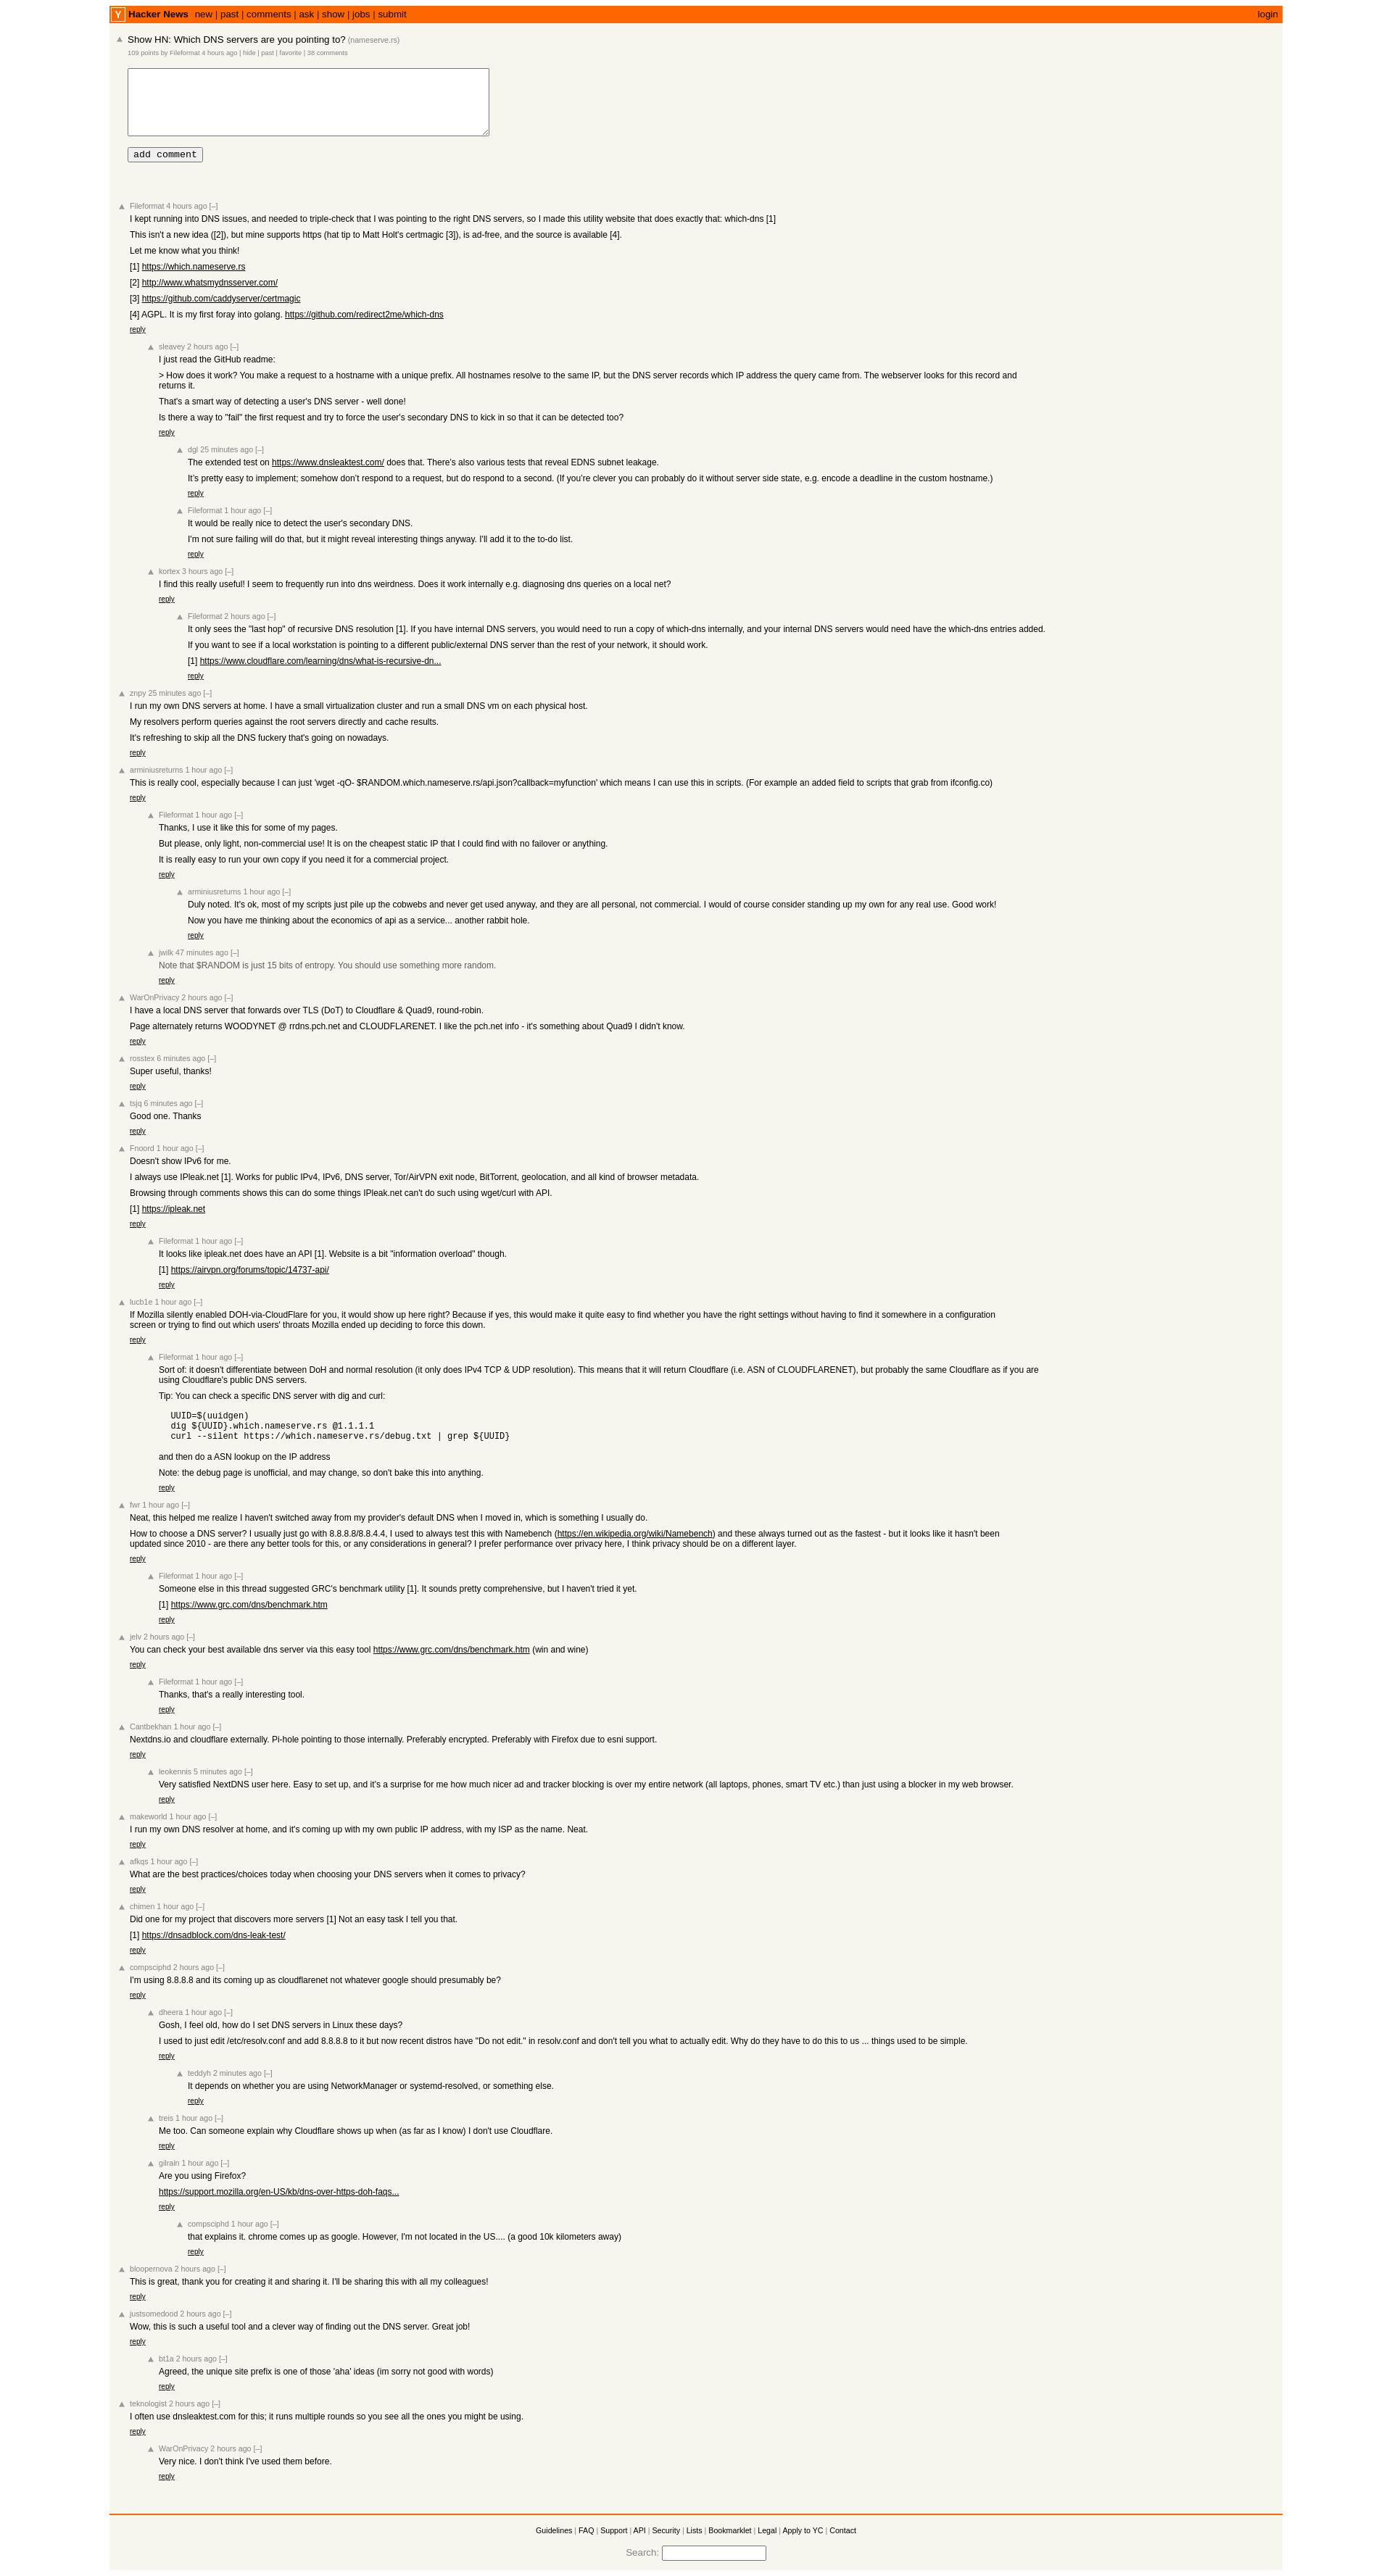 Y Hacker News new | past | comments | ask | show | jobs | submit login
Show HN: Which DNS servers are you pointing to? (nameserve.rs)
109 points by Fileformat 4 hours ago | hide | past | favorite | 38 comments
add comment
Fileformat 4 hours ago [–]
I kept running into DNS issues, and needed to triple-check that I was pointing to the right DNS servers, so I made this utility website that does exactly that: which-dns [1]
This isn't a new idea ([2]), but mine supports https (hat tip to Matt Holt's certmagic [3]), is ad-free, and the source is available [4].
Let me know what you think!
[1] https://which.nameserve.rs
[2] http://www.whatsmydnsserver.com/
[3] https://github.com/caddyserver/certmagic
[4] AGPL. It is my first foray into golang. https://github.com/redirect2me/which-dns
reply
sleavey 2 hours ago [–]
I just read the GitHub readme:
> How does it work? You make a request to a hostname with a unique prefix. All hostnames resolve to the same IP, but the DNS server records which IP address the query came from. The webserver looks for this record and
returns it.
That's a smart way of detecting a user's DNS server - well done!
Is there a way to "fail" the first request and try to force the user's secondary DNS to kick in so that it can be detected too?
reply
dgl 25 minutes ago [–]
The extended test on https://www.dnsleaktest.com/ does that. There's also various tests that reveal EDNS subnet leakage.
It's pretty easy to implement; somehow don't respond to a request, but do respond to a second. (If you're clever you can probably do it without server side state, e.g. encode a deadline in the custom hostname.)
reply
Fileformat 1 hour ago [–]
It would be really nice to detect the user's secondary DNS.
I'm not sure failing will do that, but it might reveal interesting things anyway. I'll add it to the to-do list.
reply
kortex 3 hours ago [–]
I find this really useful! I seem to frequently run into dns weirdness. Does it work internally e.g. diagnosing dns queries on a local net?
reply
Fileformat 2 hours ago [–]
It only sees the "last hop" of recursive DNS resolution [1]. If you have internal DNS servers, you would need to run a copy of which-dns internally, and your internal DNS servers would need have the which-dns entries added.
If you want to see if a local workstation is pointing to a different public/external DNS server than the rest of your network, it should work.
[1] https://www.cloudflare.com/learning/dns/what-is-recursive-dn...
reply
znpy 25 minutes ago [–]
I run my own DNS servers at home. I have a small virtualization cluster and run a small DNS vm on each physical host.
My resolvers perform queries against the root servers directly and cache results.
It's refreshing to skip all the DNS fuckery that's going on nowadays.
reply
arminiusreturns 1 hour ago [–]
This is really cool, especially because I can just 'wget -qO- $RANDOM.which.nameserve.rs/api.json?callback=myfunction' which means I can use this in scripts. (For example an added field to scripts that grab from ifconfig.co)
reply
Fileformat 1 hour ago [–]
Thanks, I use it like this for some of my pages.
But please, only light, non-commercial use! It is on the cheapest static IP that I could find with no failover or anything.
It is really easy to run your own copy if you need it for a commercial project.
reply
arminiusreturns 1 hour ago [–]
Duly noted. It's ok, most of my scripts just pile up the cobwebs and never get used anyway, and they are all personal, not commercial. I would of course consider standing up my own for any real use. Good work!
Now you have me thinking about the economics of api as a service... another rabbit hole.
reply
jwilk 47 minutes ago [–]
Note that $RANDOM is just 15 bits of entropy. You should use something more random.
reply
WarOnPrivacy 2 hours ago [–]
I have a local DNS server that forwards over TLS (DoT) to Cloudflare & Quad9, round-robin.
Page alternately returns WOODYNET @ rrdns.pch.net and CLOUDFLARENET. I like the pch.net info - it's something about Quad9 I didn't know.
reply
rosstex 6 minutes ago [–]
Super useful, thanks!
reply
tsjq 6 minutes ago [–]
Good one. Thanks
reply
Fnoord 1 hour ago [–]
Doesn't show IPv6 for me.
I always use IPleak.net [1]. Works for public IPv4, IPv6, DNS server, Tor/AirVPN exit node, BitTorrent, geolocation, and all kind of browser metadata.
Browsing through comments shows this can do some things IPleak.net can't do such using wget/curl with API.
[1] https://ipleak.net
reply
Fileformat 1 hour ago [–]
It looks like ipleak.net does have an API [1]. Website is a bit "information overload" though.
[1] https://airvpn.org/forums/topic/14737-api/
reply
lucb1e 1 hour ago [–]
If Mozilla silently enabled DOH-via-CloudFlare for you, it would show up here right? Because if yes, this would make it quite easy to find whether you have the right settings without having to find it somewhere in a configuration
screen or trying to find out which users' throats Mozilla ended up deciding to force this down.
reply
Fileformat 1 hour ago [–]
Sort of: it doesn't differentiate between DoH and normal resolution (it only does IPv4 TCP & UDP resolution). This means that it will return Cloudflare (i.e. ASN of CLOUDFLARENET), but probably the same Cloudflare as if you are
using Cloudflare's public DNS servers.
Tip: You can check a specific DNS server with dig and curl:
UUID=$(uuidgen)
dig ${UUID}.which.nameserve.rs @1.1.1.1
curl --silent https://which.nameserve.rs/debug.txt | grep ${UUID}
and then do a ASN lookup on the IP address
Note: the debug page is unofficial, and may change, so don't bake this into anything.
reply
fwr 1 hour ago [–]
Neat, this helped me realize I haven't switched away from my provider's default DNS when I moved in, which is something I usually do.
How to choose a DNS server? I usually just go with 8.8.8.8/8.8.4.4, I used to always test this with Namebench (https://en.wikipedia.org/wiki/Namebench) and these always turned out as the fastest - but it looks like it hasn't been
updated since 2010 - are there any better tools for this, or any considerations in general? I prefer performance over privacy here, I think privacy should be on a different layer.
reply
Fileformat 1 hour ago [–]
Someone else in this thread suggested GRC's benchmark utility [1]. It sounds pretty comprehensive, but I haven't tried it yet.
[1] https://www.grc.com/dns/benchmark.htm
reply
jelv 2 hours ago [–]
You can check your best available dns server via this easy tool https://www.grc.com/dns/benchmark.htm (win and wine)
reply
Fileformat 1 hour ago [–]
Thanks, that's a really interesting tool.
reply
Cantbekhan 1 hour ago [–]
Nextdns.io and cloudflare externally. Pi-hole pointing to those internally. Preferably encrypted. Preferably with Firefox due to esni support.
reply
leokennis 5 minutes ago [–]
Very satisfied NextDNS user here. Easy to set up, and it's a surprise for me how much nicer ad and tracker blocking is over my entire network (all laptops, phones, smart TV etc.) than just using a blocker in my web browser.
reply
makeworld 1 hour ago [–]
I run my own DNS resolver at home, and it's coming up with my own public IP address, with my ISP as the name. Neat.
reply
afkqs 1 hour ago [–]
What are the best practices/choices today when choosing your DNS servers when it comes to privacy?
reply
chimen 1 hour ago [–]
Did one for my project that discovers more servers [1] Not an easy task I tell you that.
[1] https://dnsadblock.com/dns-leak-test/
reply
compsciphd 2 hours ago [–]
I'm using 8.8.8.8 and its coming up as cloudflarenet not whatever google should presumably be?
reply
dheera 1 hour ago [–]
Gosh, I feel old, how do I set DNS servers in Linux these days?
I used to just edit /etc/resolv.conf and add 8.8.8.8 to it but now recent distros have "Do not edit." in resolv.conf and don't tell you what to actually edit. Why do they have to do this to us ... things used to be simple.
reply
teddyh 2 minutes ago [–]
It depends on whether you are using NetworkManager or systemd-resolved, or something else.
reply
treis 1 hour ago [–]
Me too. Can someone explain why Cloudflare shows up when (as far as I know) I don't use Cloudflare.
reply
gilrain 1 hour ago [–]
Are you using Firefox?
https://support.mozilla.org/en-US/kb/dns-over-https-doh-faqs...
reply
compsciphd 1 hour ago [–]
that explains it. chrome comes up as google. However, I'm not located in the US.... (a good 10k kilometers away)
reply
bloopernova 2 hours ago [–]
This is great, thank you for creating it and sharing it. I'll be sharing this with all my colleagues!
reply
justsomedood 2 hours ago [–]
Wow, this is such a useful tool and a clever way of finding out the DNS server. Great job!
reply
bt1a 2 hours ago [–]
Agreed, the unique site prefix is one of those 'aha' ideas (im sorry not good with words)
reply
teknologist 2 hours ago [–]
I often use dnsleaktest.com for this; it runs multiple rounds so you see all the ones you might be using.
reply
WarOnPrivacy 2 hours ago [–]
Very nice. I don't think I've used them before.
reply
Guidelines | FAQ | Support | API | Security | Lists | Bookmarklet | Legal | Apply to YC | Contact
Search: